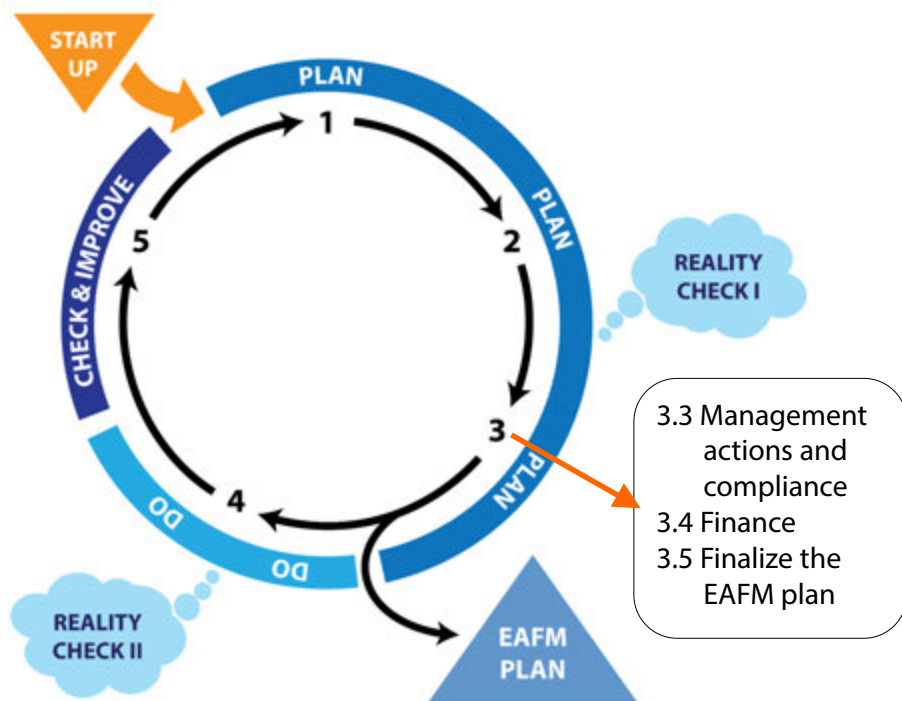 START
UP
PLAN
1
PLAN
2
REALITY
CHECK I
5
CHECK & IMPROVE
3
PLAN
3.3 Management
actions and
compliance
3.4 Finance
3.5 Finalize the
EAFM plan
4
DO
DO
REALITY
CHECK II
EAFM
PLAN